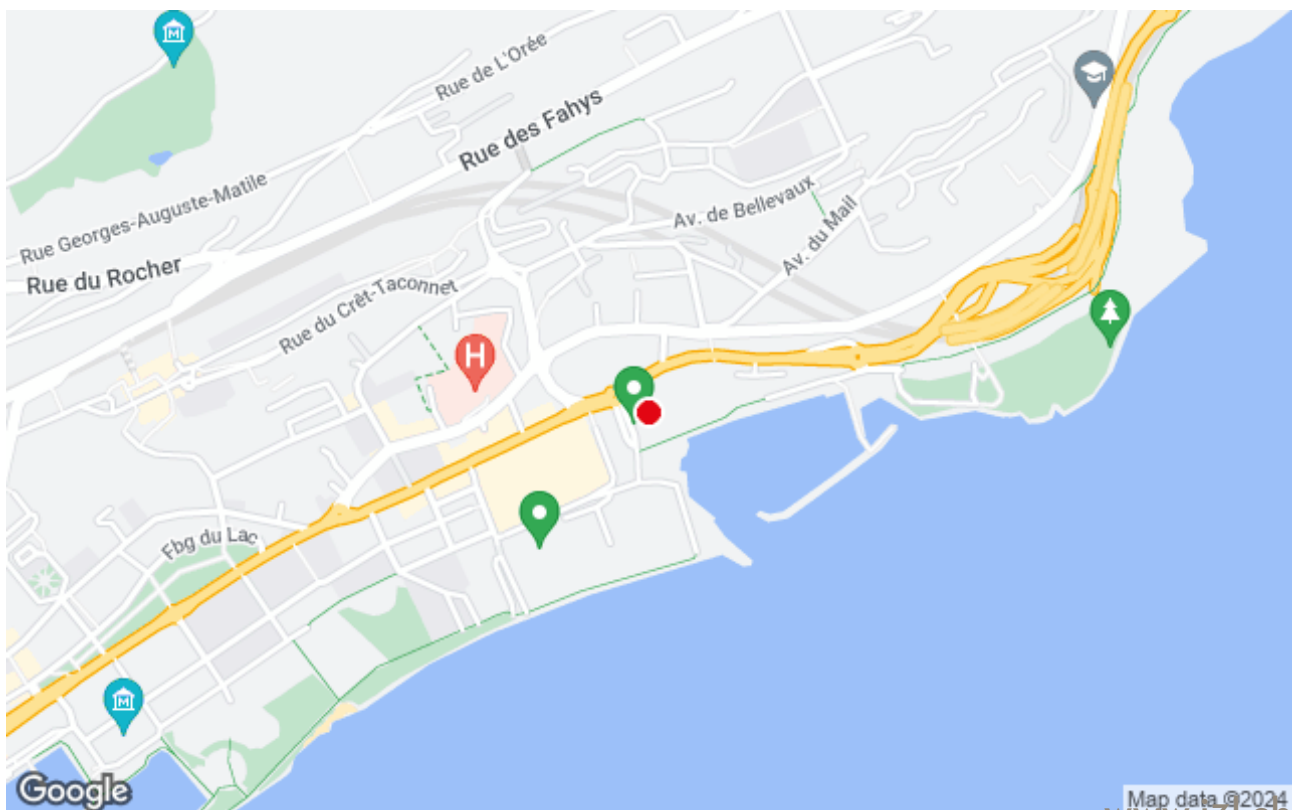 Rue de L'Orée
Rue des Fahys
Rue Georges-Auguste-Matile
Av. de Bellevaux
Av. du Mail
Rue du Rocher
Rue du Crêt-Taconnet
H
Fbg du Lac
M
M
Google
Map data ©2024